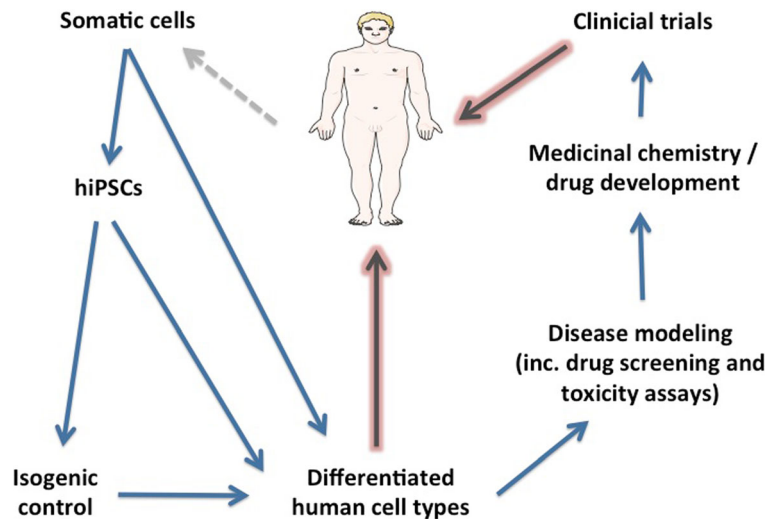 Somatic cells
Clinicial trials
hiPSCs
Medicinal chemistry /
drug development
Disease modeling
(inc. drug screening and
toxicity assays)
Isogenic
control
Differentiated
human cell types